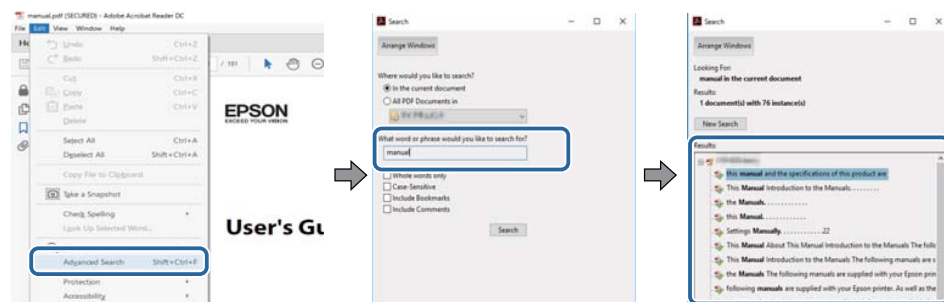 manual.pdf (SECURED) - Adobe Acrobat Reader DC
File Edit View Window Help
Undo Ctrl+Z
Redo Shift+Ctrl+Z
Cut Ctrl+X
Copy Ctrl+C
Paste Ctrl+V
Delete
Select All Ctrl+A
Deselect All Shift+Ctrl+A
Copy File to Clipboard
Take a Snapshot
Check Spelling
Look Up Selected Word...
Advanced Search Shift+Ctrl+F
Protection
Accessibility
/ 191
EPSON
EXCEED YOUR VISION
User's Gu
Search
Arrange Windows
Where would you like to search?
In the current document
All PDF Documents in
What word or phrase would you like to search for?
manual
Whole words only
Case-Sensitive
Include Bookmarks
Include Comments
Search
Search
Arrange Windows
Looking For:
manual in the current document
Results:
1 document(s) with 76 instance(s)
New Search
Results:
this manual and the specifications of this product are
This Manual Introduction to the Manuals. . . . . . . . .
the Manuals. . . . . . . . . . . . .
this Manual. . . . . . . . . . . . .
Settings Manually. . . . . . . . . . . . .22
This Manual About This Manual Introduction to the Manuals The follo
This Manual Introduction to the Manuals The following manuals are s
the Manuals The following manuals are supplied with your Epson prin
following manuals are supplied with your Epson printer. As well as the